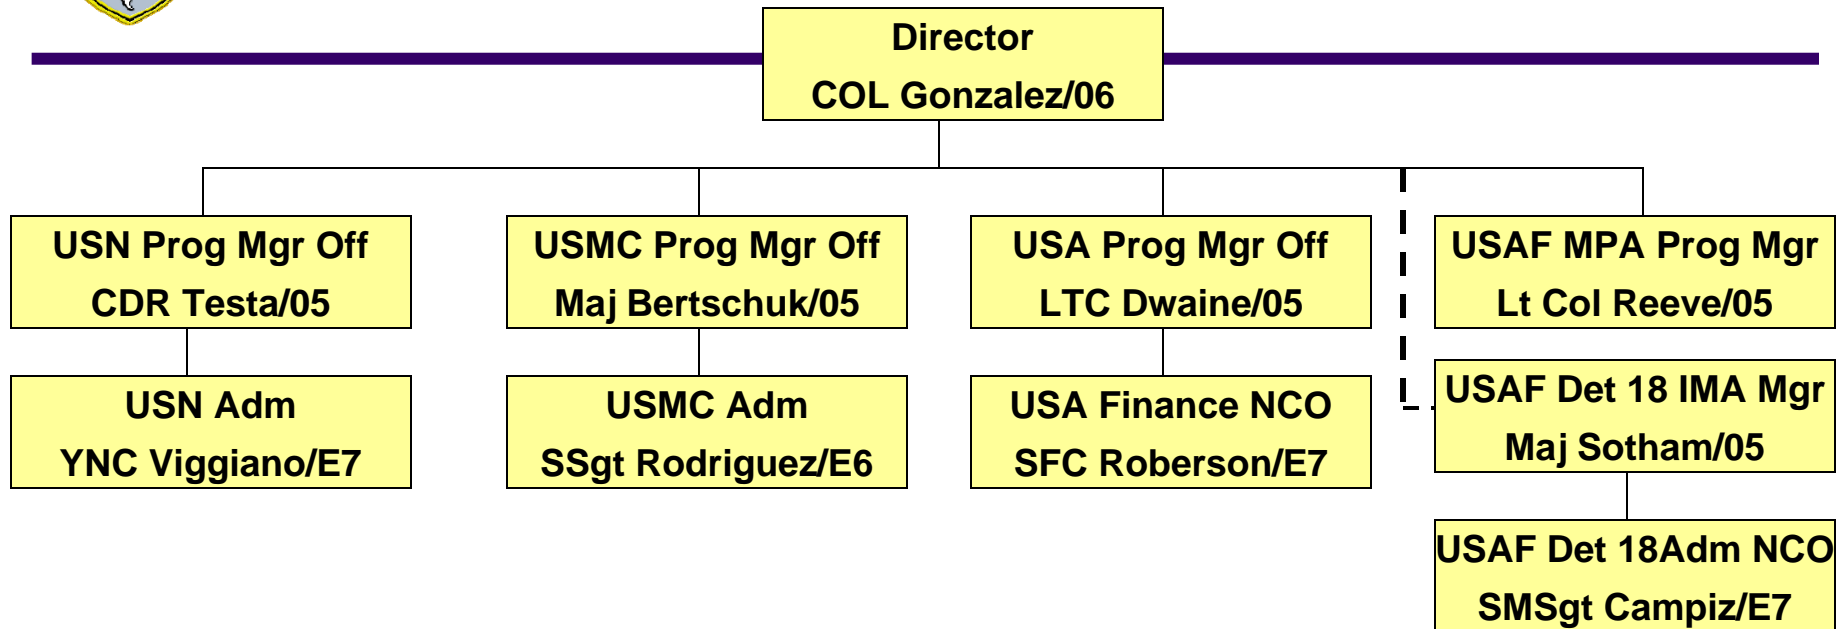 Director
COL Gonzalez/06
USN Prog Mgr Off
CDR Testa/05
USMC Prog Mgr Off
Maj Bertschuk/05
USA Prog Mgr Off
LTC Dwaine/05
USAF MPA Prog Mgr
Lt Col Reeve/05
USN Adm
YNC Viggiano/E7
USMC Adm
SSgt Rodriguez/E6
USA Finance NCO
SFC Roberson/E7
USAF Det 18 IMA Mgr
Maj Sotham/05
USAF Det 18Adm NCO
SMSgt Campiz/E7